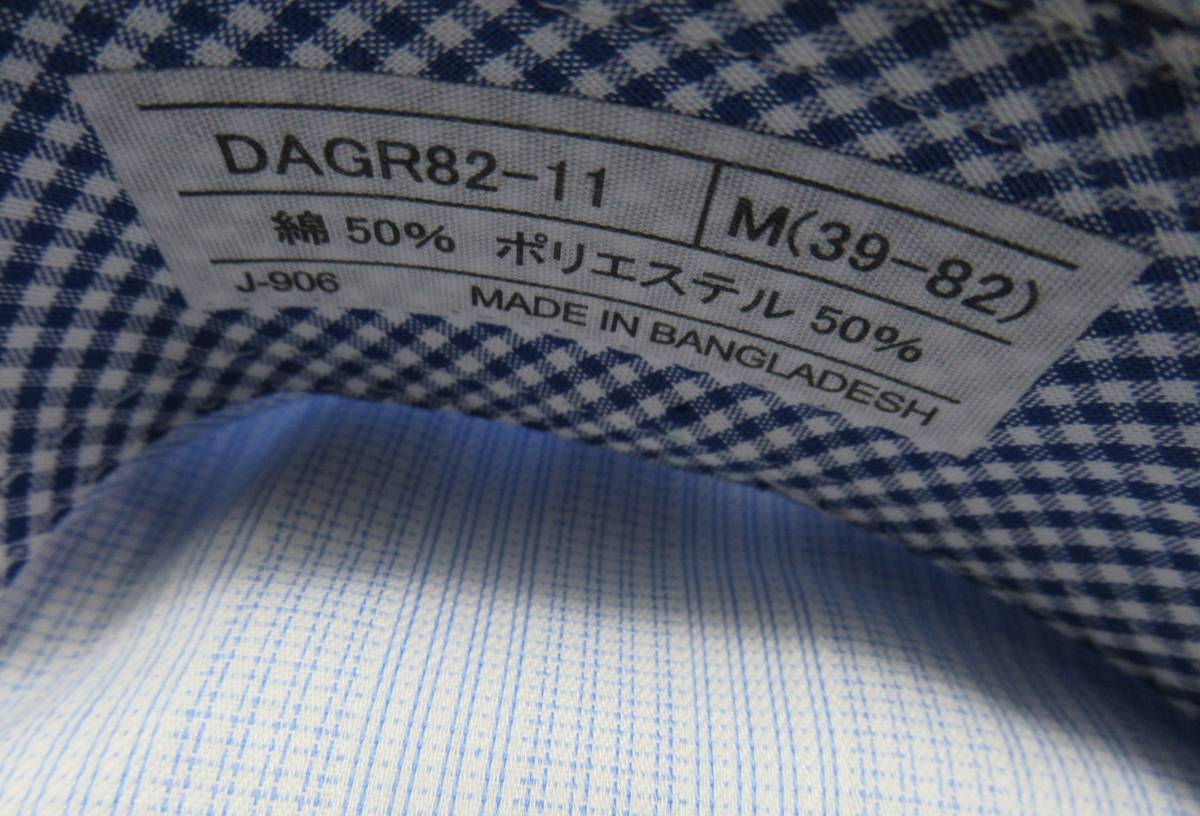 DAGR82-11 M(39-82)
綿 50% ポリエステル 50%
J-906 MADE IN BANGLADESH